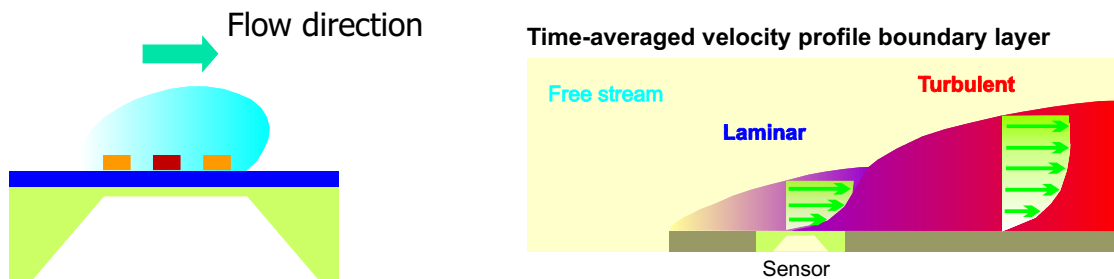 Flow direction
Time-averaged velocity profile boundary layer
Free stream
Turbulent
Laminar
Sensor